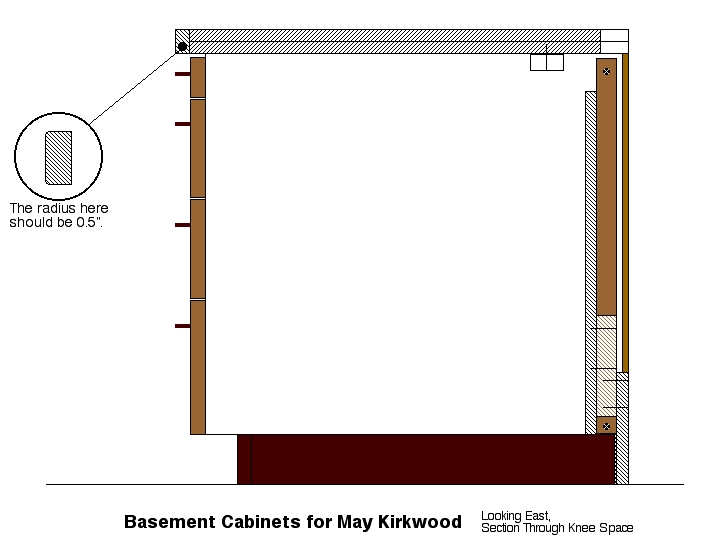 The radius here
should be 0.5".
Basement Cabinets for May Kirkwood
Looking East,
Section Through Knee Space